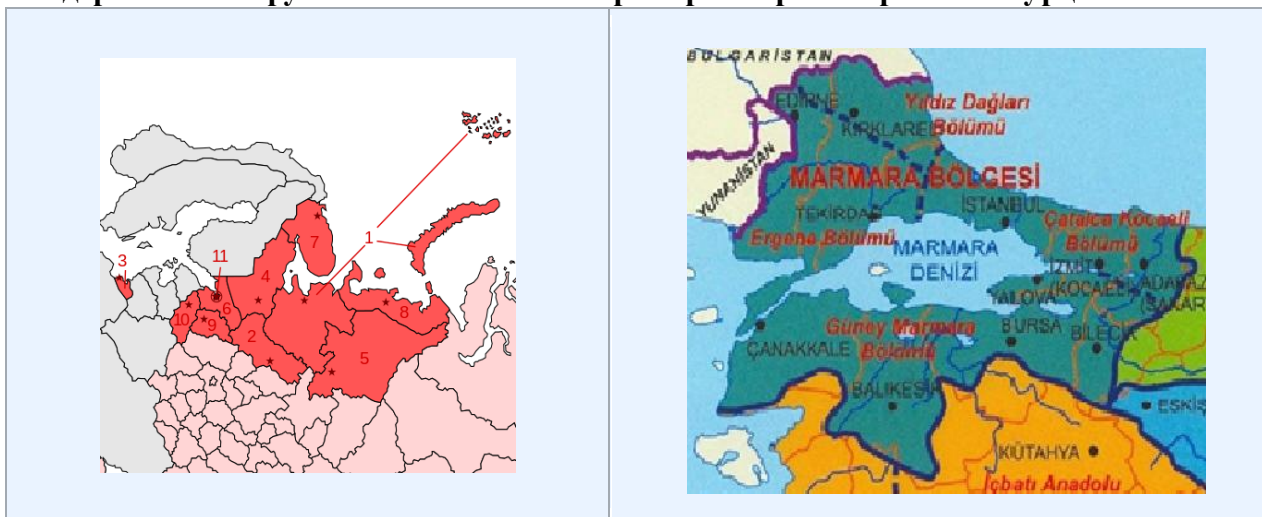 1
7
11
3
4
6
10
9
2
8
5
BULGARİSTAN
EDİRNE
Yıldız Dağları
Bölümü
YUNANİSTAN
MARMARA BÖLGESİ
TEKİRDAĞ
İSTANBUL
Çatalca Kocaeli
Bölümü
Ergene Bölümü
MARMARA
DENİZİ
İZMİT
(KOCAELİ)
YALOVA
Güney Marmara
Bölümü
BURSA
BİLECİK
ÇANAKKALE
BALIKESİR
ESKİŞ
KÜTAHYA
İçbatı Anadolu